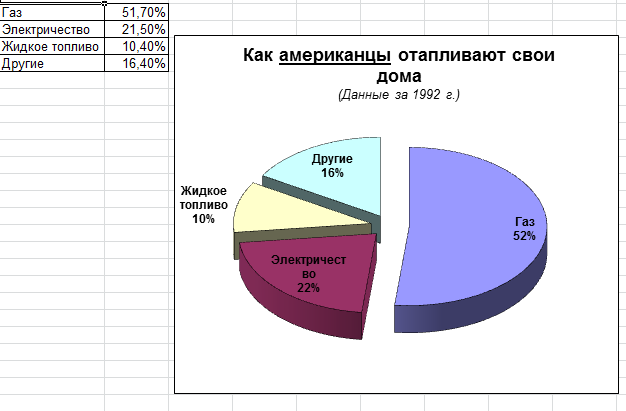 Газ 51,70%
Электричество 21,50%
Жидкое топливо 10,40%
Другие 16,40%
Как американцы отапливают свои
дома
(Данные за 1992 г.)
Другие
16%
Жидкое
топливо
10%
Газ
52%
Электричест
во
22%